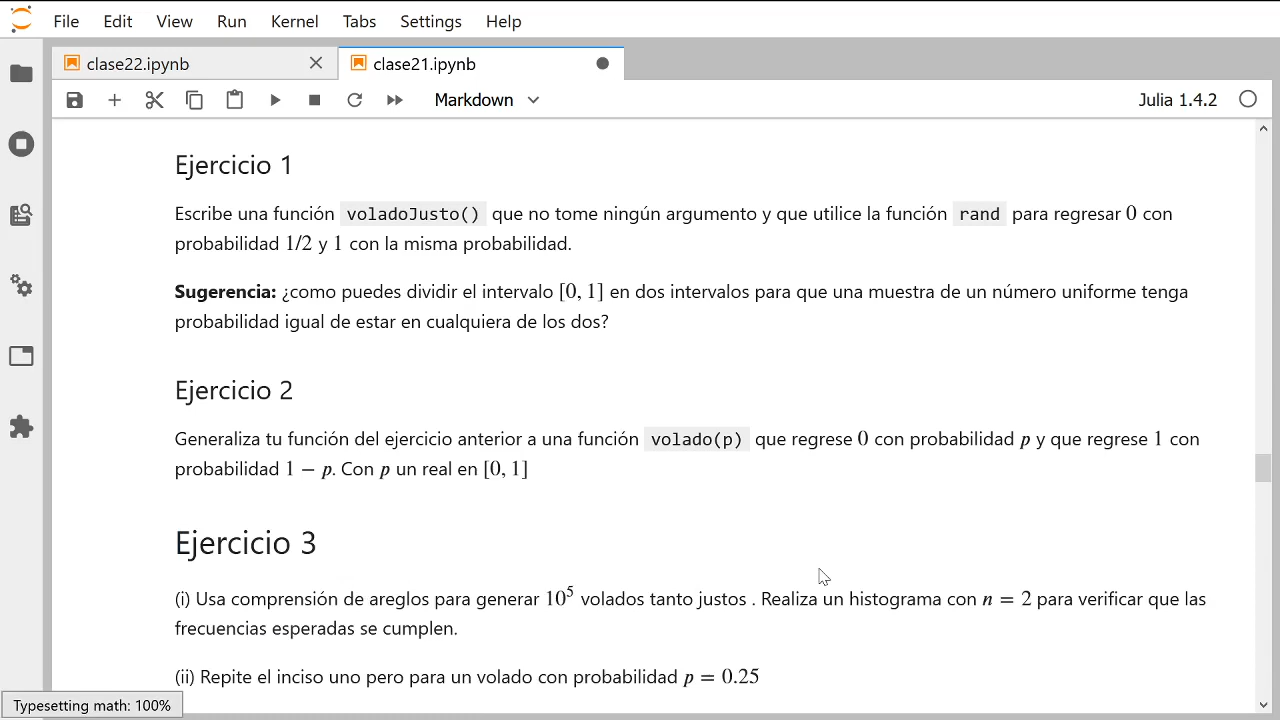 File Edit View Run Kernel Tabs Settings Help
clase22.ipynb clase21.ipynb
Markdown Julia 1.4.2
Ejercicio 1
Escribe una función voladoJusto() que no tome ningún argumento y que utilice la función rand para regresar 0 con
probabilidad 1/2 y 1 con la misma probabilidad.
Sugerencia: ¿como puedes dividir el intervalo [0, 1] en dos intervalos para que una muestra de un número uniforme tenga
probabilidad igual de estar en cualquiera de los dos?
Ejercicio 2
Generaliza tu función del ejercicio anterior a una función volado(p) que regrese 0 con probabilidad p y que regrese 1 con
probabilidad 1 − p. Con p un real en [0, 1]
Ejercicio 3
(i) Usa comprensión de areglos para generar 10⁵ volados tanto justos . Realiza un histograma con n = 2 para verificar que las
frecuencias esperadas se cumplen.
(ii) Repite el inciso uno pero para un volado con probabilidad p = 0.25
Typesetting math: 100%